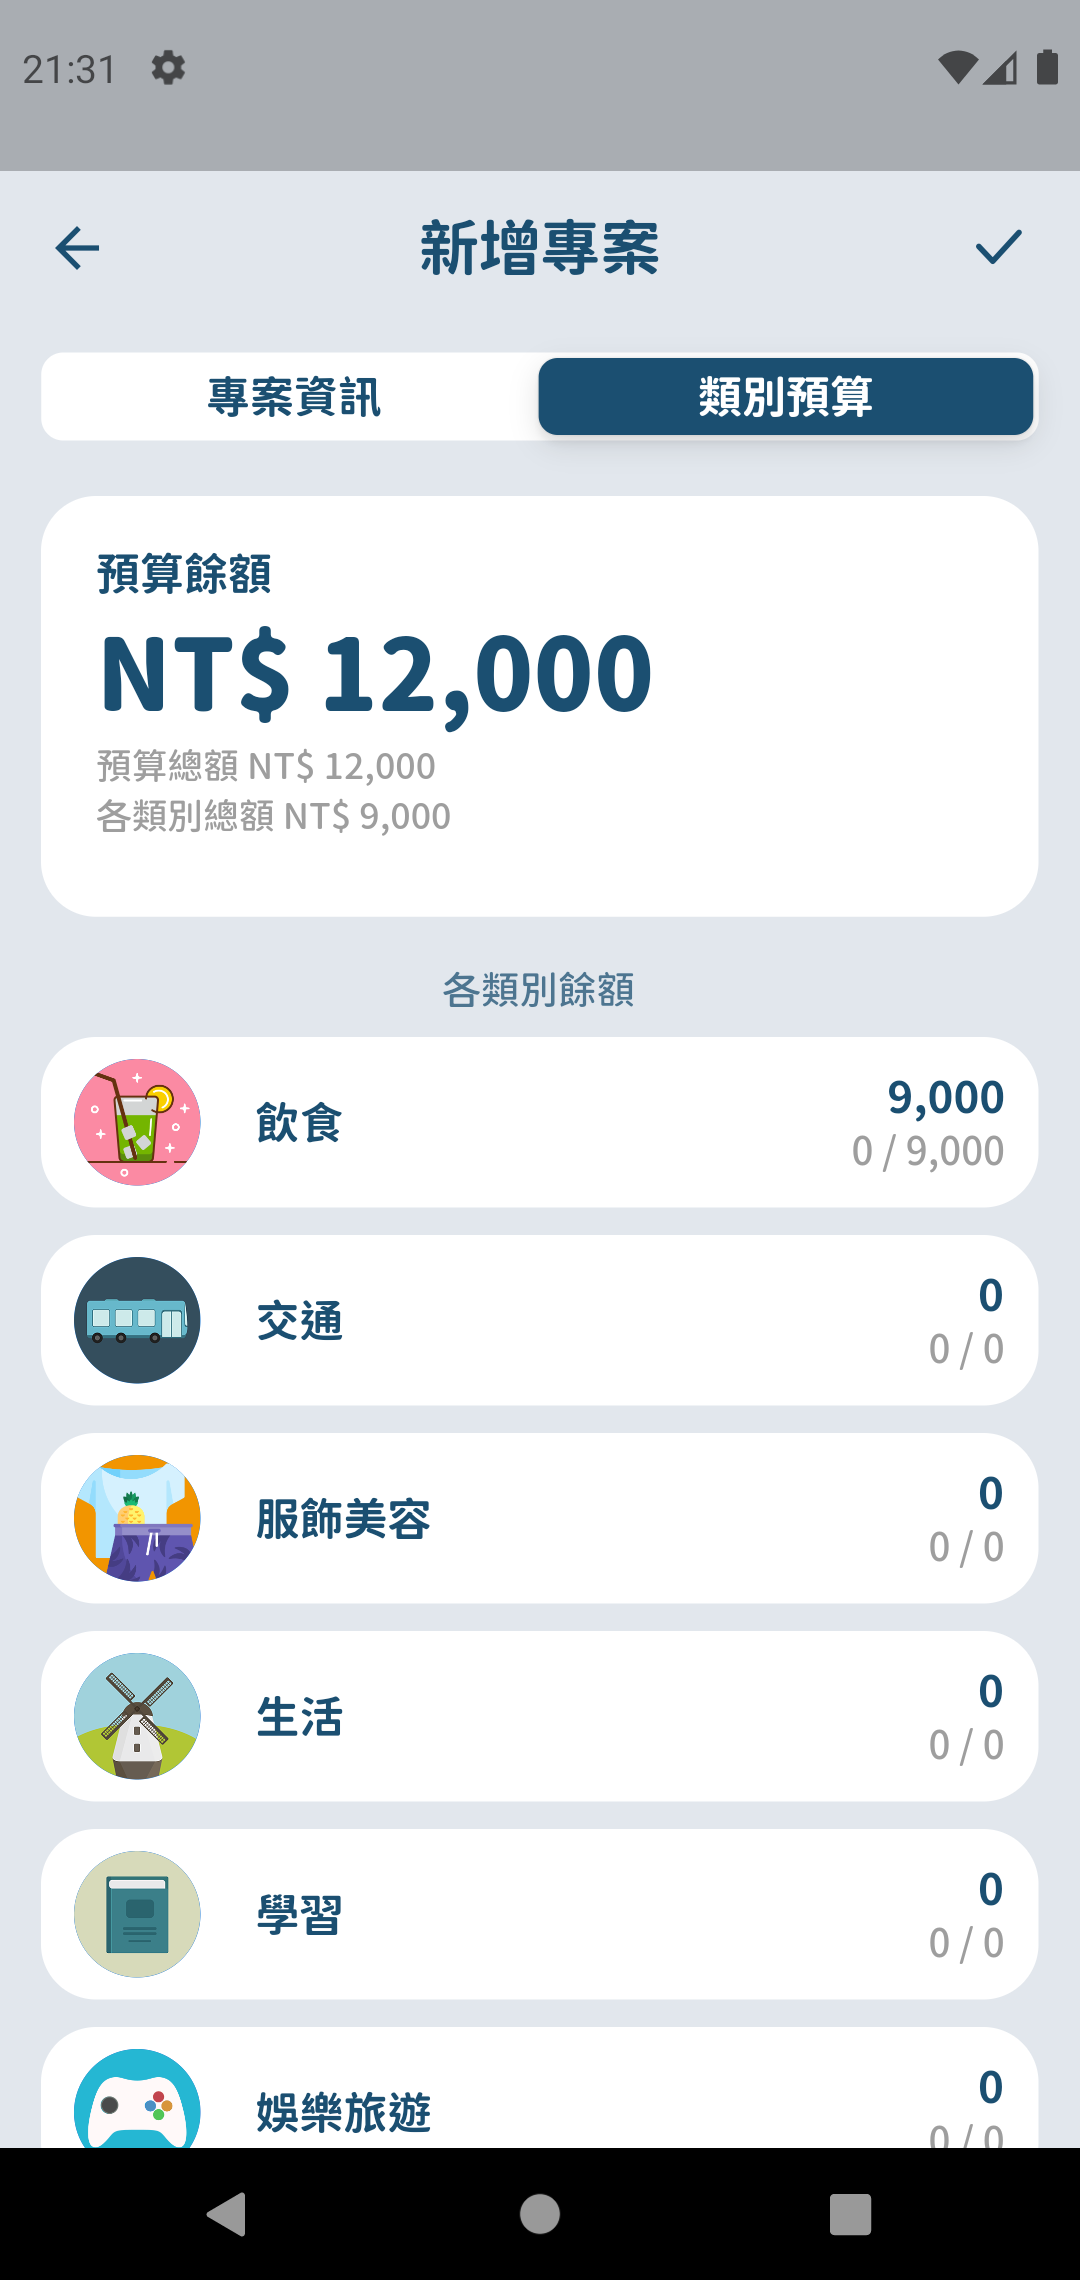 21:31
新增專案
專案資訊
類別預算
預算餘額
NT$ 12,000
預算總額 NT$ 12,000
各類別總額 NT$ 9,000
各類別餘額
飲食
9,000
0 / 9,000
交通
0
0 / 0
服飾美容
0
0 / 0
生活
0
0 / 0
學習
0
0 / 0
娛樂旅遊
0
0 / 0